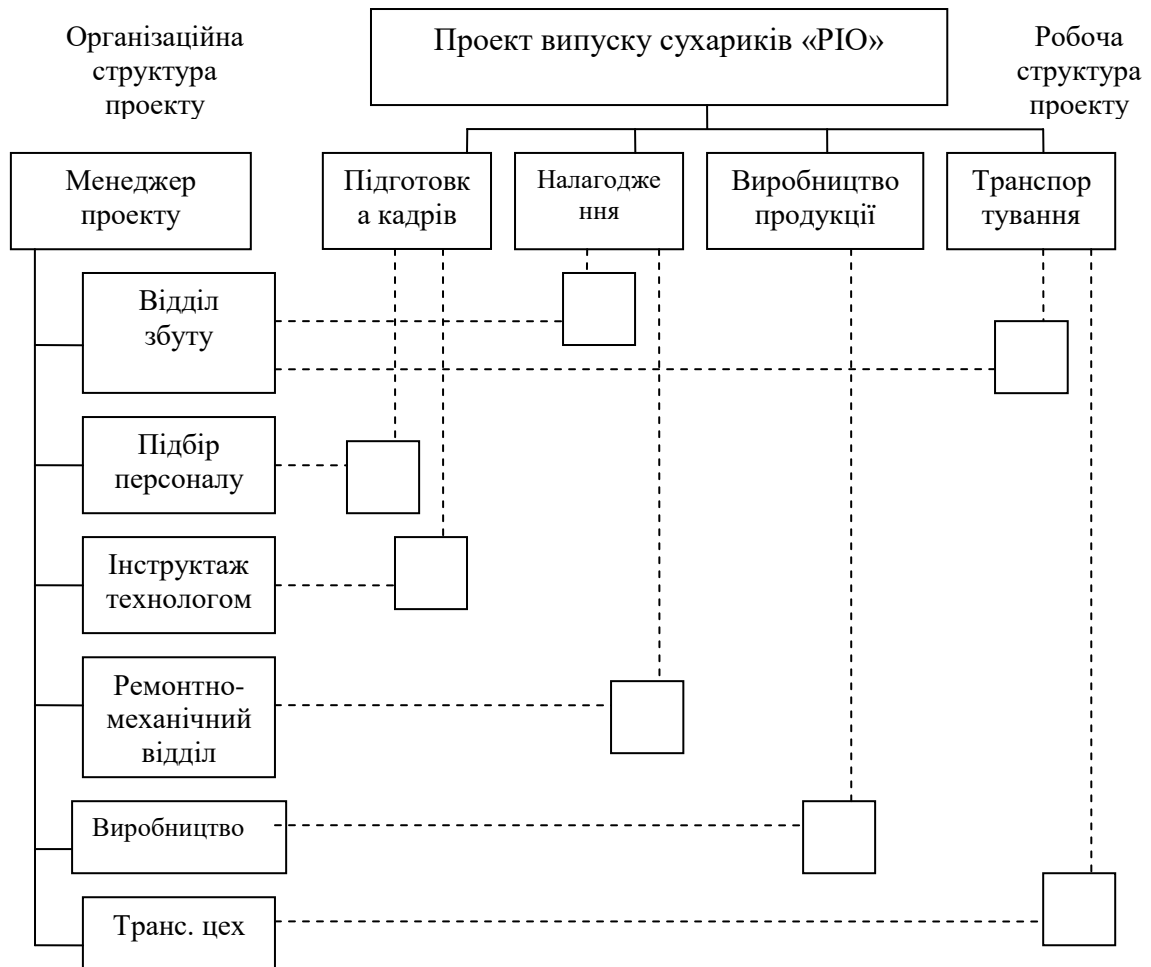 Організаційна
структура
проекту
Проект випуску сухариків «РІО»
Робоча
структура
проекту
Менеджер
проекту
Підготовк
а кадрів
Налагодже
ння
Виробництво
продукції
Транспор
тування
Відділ
збуту
Підбір
персоналу
Інструктаж
технологом
Ремонтно-
механічний
відділ
Виробництво
Транс. цех